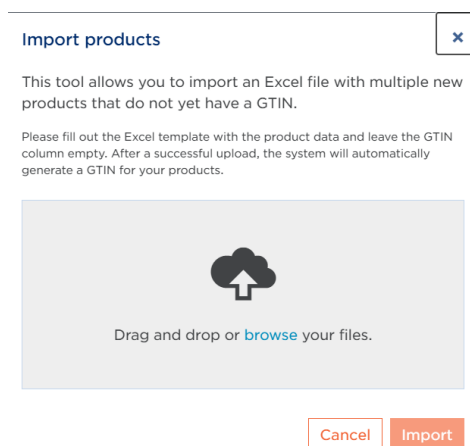 Import products
×
This tool allows you to import an Excel file with multiple new
products that do not yet have a GTIN.
Please fill out the Excel template with the product data and leave the GTIN
column empty. After a successful upload, the system will automatically
generate a GTIN for your products.
Drag and drop or browse your files.
Cancel Import